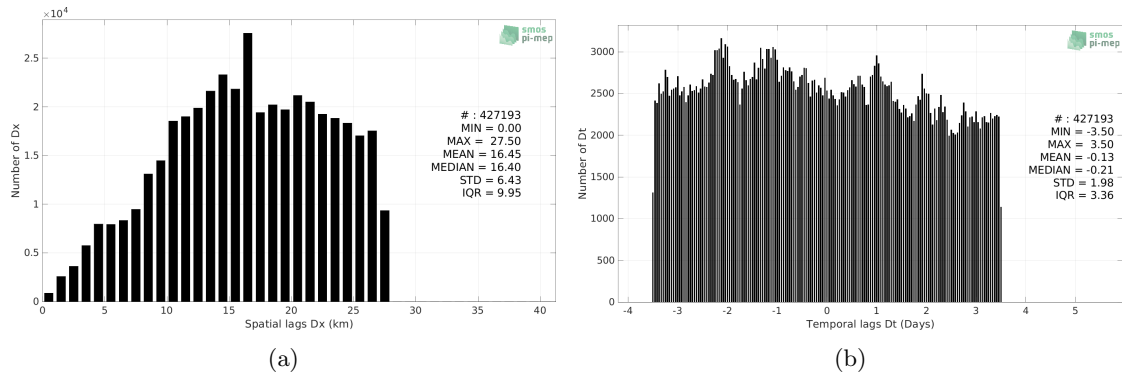 ×10⁴
smos
pi-mep
2.5
2
1.5
1
0.5
0
Number of Dx
# : 427193
MIN = 0.00
MAX = 27.50
MEAN = 16.45
MEDIAN = 16.40
STD = 6.43
IQR = 9.95
0 5 10 15 20 25 30 35 40
Spatial lags Dx (km)
(a)
smos
pi-mep
3000
2500
2000
1500
1000
500
0
Number of Dt
# : 427193
MIN = -3.50
MAX = 3.50
MEAN = -0.13
MEDIAN = -0.21
STD = 1.98
IQR = 3.36
-4 -3 -2 -1 0 1 2 3 4 5
Temporal lags Dt (Days)
(b)